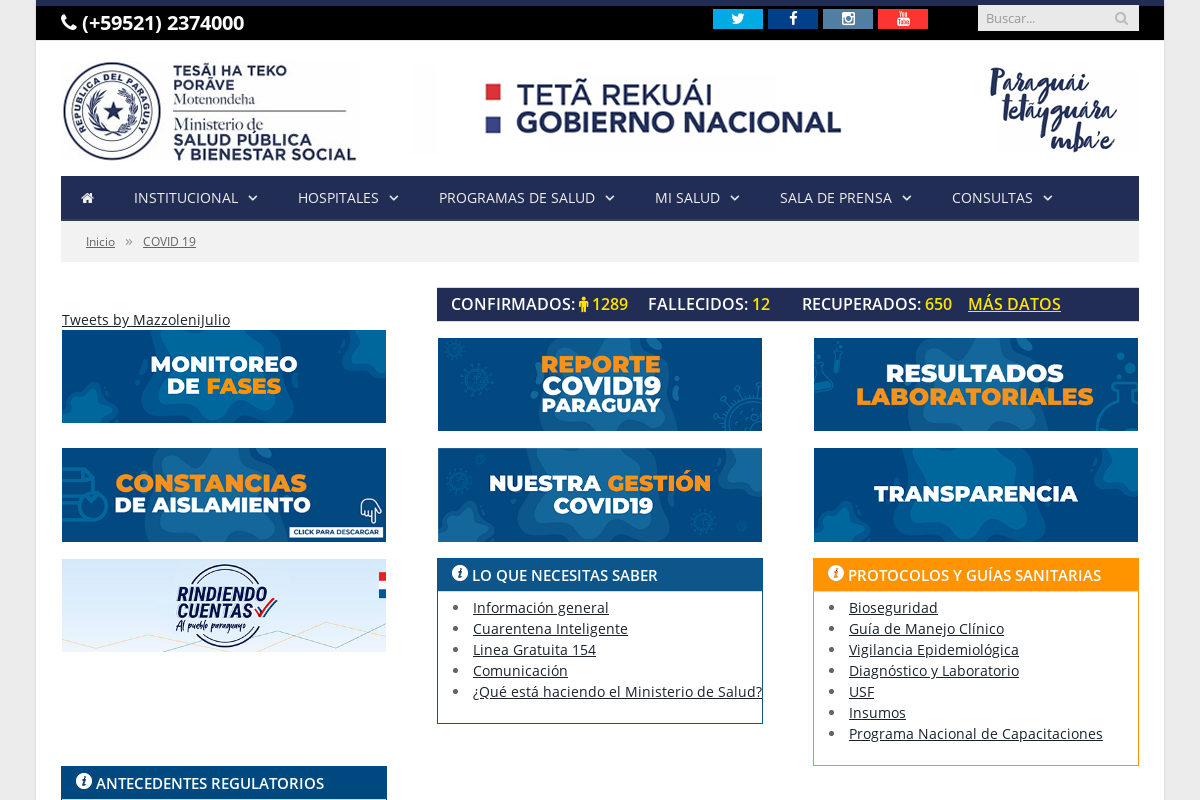 (+59521) 2374000
Buscar...
REPUBLICA DEL PARAGUAY
TESÃI HA TEKO
PORÃVE
Motenondeha
Ministerio de
SALUD PÚBLICA
Y BIENESTAR SOCIAL
TETÃ REKUÁI
GOBIERNO NACIONAL
Paraguái
tetãyguára
mba'e
INSTITUCIONAL HOSPITALES PROGRAMAS DE SALUD MI SALUD SALA DE PRENSA CONSULTAS
Inicio » COVID 19
CONFIRMADOS: 1289 FALLECIDOS: 12 RECUPERADOS: 650 MÁS DATOS
Tweets by MazzoleniJulio
MONITOREO
DE FASES
REPORTE
COVID19
PARAGUAY
RESULTADOS
LABORATORIALES
CONSTANCIAS
DE AISLAMIENTO
CLICK PARA DESCARGAR
NUESTRA GESTIÓN
COVID19
TRANSPARENCIA
RINDIENDO
CUENTAS
Al pueblo paraguayo
LO QUE NECESITAS SABER
Información general
Cuarentena Inteligente
Linea Gratuita 154
Comunicación
¿Qué está haciendo el Ministerio de Salud?
PROTOCOLOS Y GUÍAS SANITARIAS
Bioseguridad
Guía de Manejo Clínico
Vigilancia Epidemiológica
Diagnóstico y Laboratorio
USF
Insumos
Programa Nacional de Capacitaciones
ANTECEDENTES REGULATORIOS